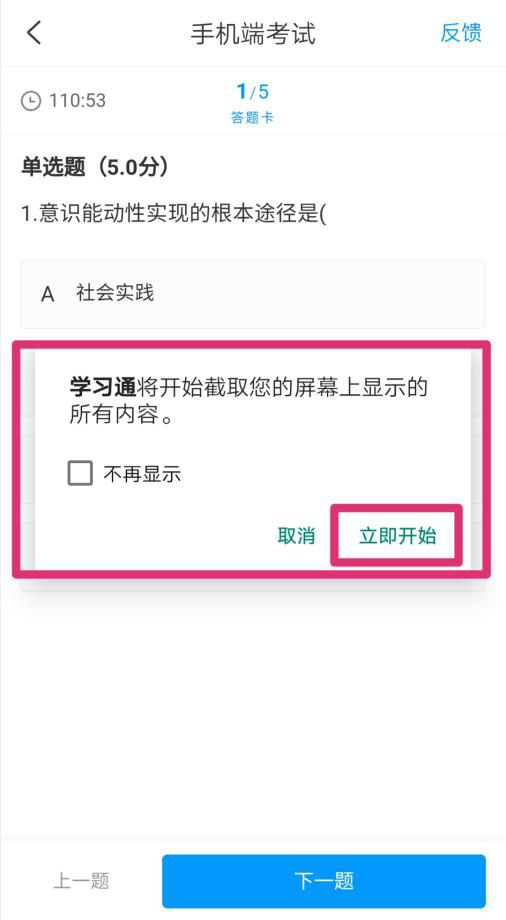 手机端考试
反馈
110:53
1/5
答题卡
单选题（5.0分）
1.意识能动性实现的根本途径是(
A 社会实践
学习通将开始截取您的屏幕上显示的
所有内容。
不再显示
取消
立即开始
上一题
下一题